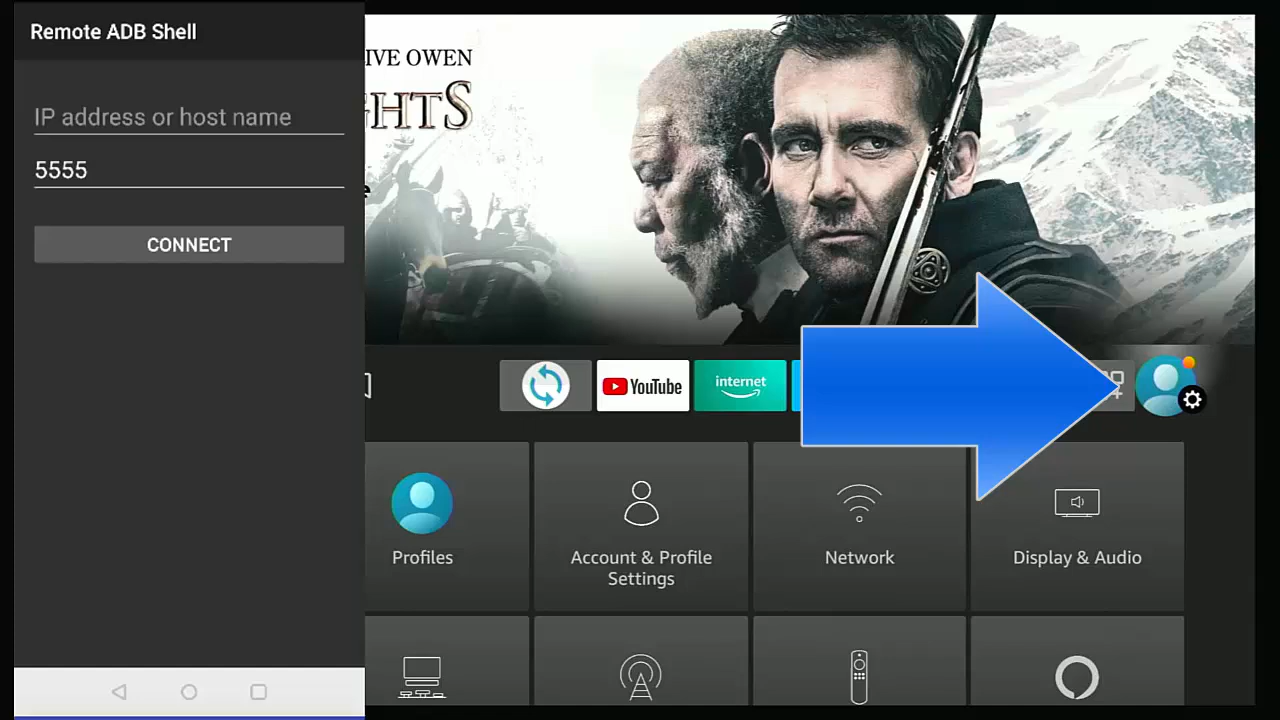 Remote ADB Shell
IP address or host name
5555
CONNECT
IVE OWEN
GHTS
e
YouTube
internet
Profiles
Account & Profile
Settings
Network
Display & Audio